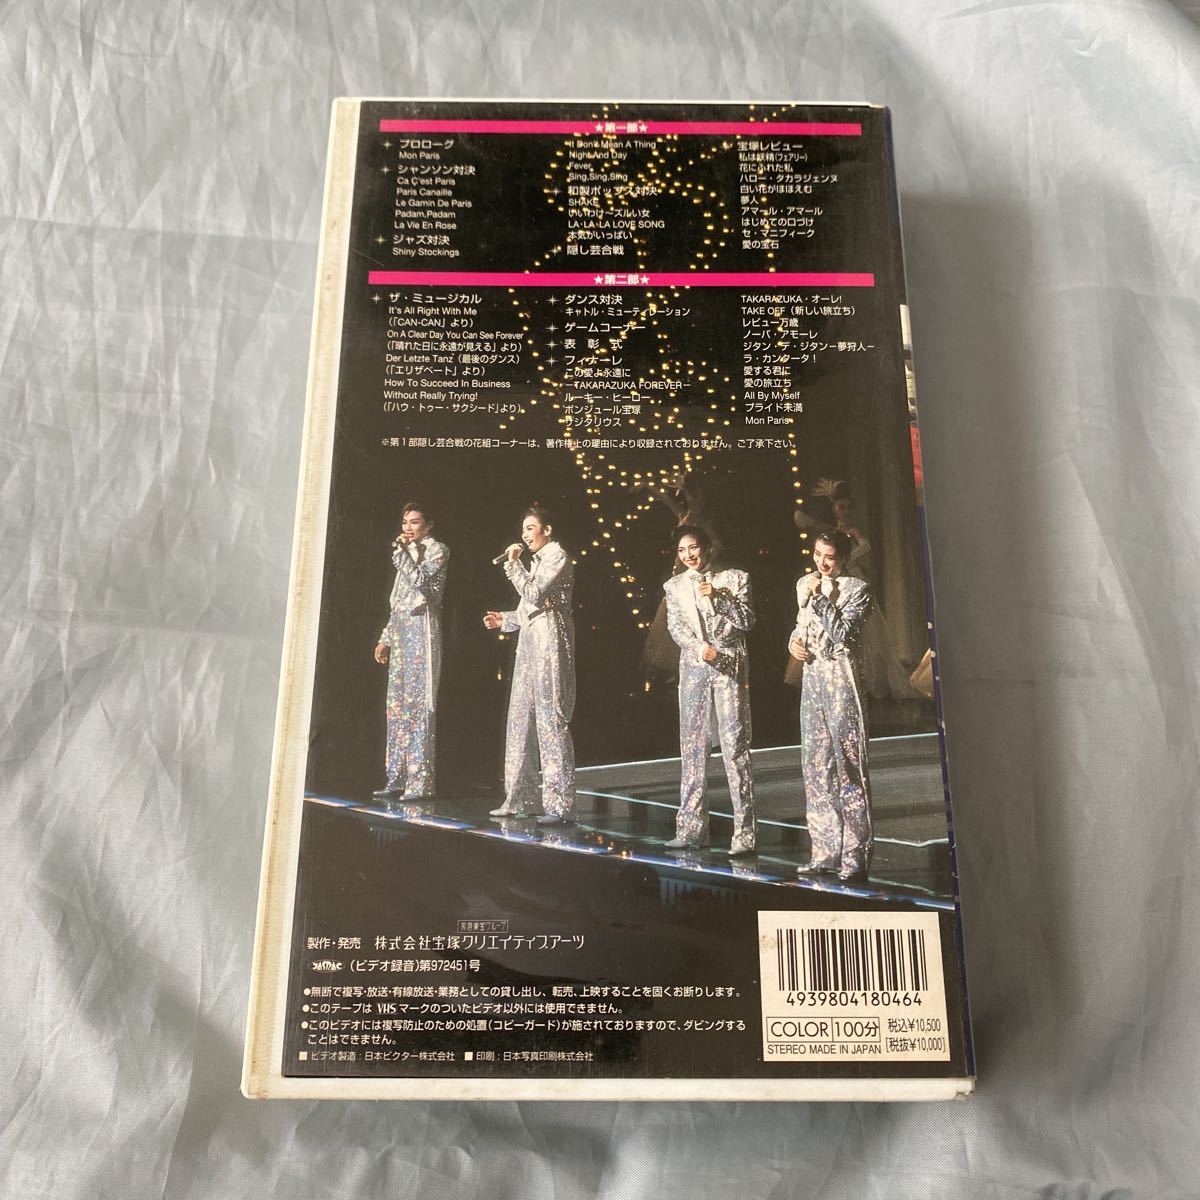 ★第一部★
プロローグ
Mon Paris
シャンソン対決
Ca C'est Paris
Paris Canaille
Le Gamin De Paris
Padam,Padam
La Vie En Rose
ジャズ対決
Shiny Stockings
It Don's Mean A Thing
Night And Day
Fever
Sing,Sing,Sing
和製ポップス対決
SHAKE
いいわけ〜ズルい女
LA・LA・LA LOVE SONG
本気がいっぱい
隠し芸合戦
宝塚レビュー
私は妖精(フェアリー)
花にふれた私
ハロー・タカラジェンヌ
白い花がほほえむ
夢人
アマール・アマール
はじめての口づけ
セ・マニフィーク
愛の宝石
★第二部★
ザ・ミュージカル
It's All Right With Me
(「CAN-CAN」より)
On A Clear Day You Can See Forever
(「晴れた日に永遠が見える」より)
Der Letzte Tanz (最後のダンス)
(「エリザベート」より)
How To Succeed In Business
Without Really Trying!
(「ハウ・トゥー・サクシード」より)
ダンス対決
キャトル・ミューティレーション
ゲームコーナー
表彰式
フィナーレ
この愛よ永遠に
－TAKARAZUKA FOREVER－
ルーキー・ヒーロー
ボンジュール宝塚
サジタリウス
TAKARAZUKA・オーレ!
TAKE OFF (新しい旅立ち)
レビュー万歳
ノーバ・アモーレ
ジタン・デ・ジタン－夢狩人－
ラ・カンタータ!
愛する君に
愛の旅立ち
All By Myself
プライド未満
Mon Paris
※第1部隠し芸合戦の花組コーナーは、著作権上の理由により収録されておりません。ご了承下さい。
阪急東宝グループ
製作・発売 株式会社宝塚クリエイティブアーツ
JASRAC (ビデオ録音)第972451号
●無断で複写・放送・有線放送・業務としての貸し出し、転売、上映することを固くお断りします。
●このテープは VHS マークのついたビデオ以外には使用できません。
●このビデオには複写防止のための処置(コピーガード)が施されておりますので、ダビングする
ことはできません。
■ビデオ製造：日本ビクター株式会社 ■印刷：日本写真印刷株式会社
4939804180464
COLOR 100分
STEREO MADE IN JAPAN
税込¥10,500
[税抜¥10,000]